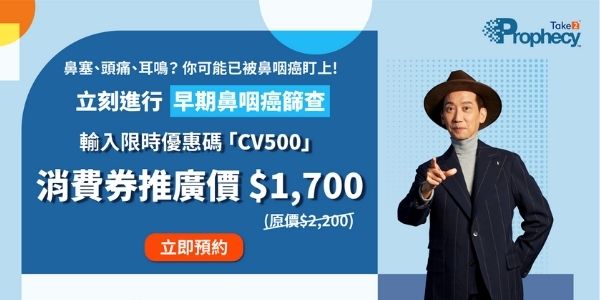 Take2
Prophecy™
鼻塞、頭痛、耳鳴？你可能已被鼻咽癌盯上！
立刻進行 早期鼻咽癌篩查
輸入限時優惠碼「CV500」
消費券推廣價 $1,700
(原價$2,200)
立即預約